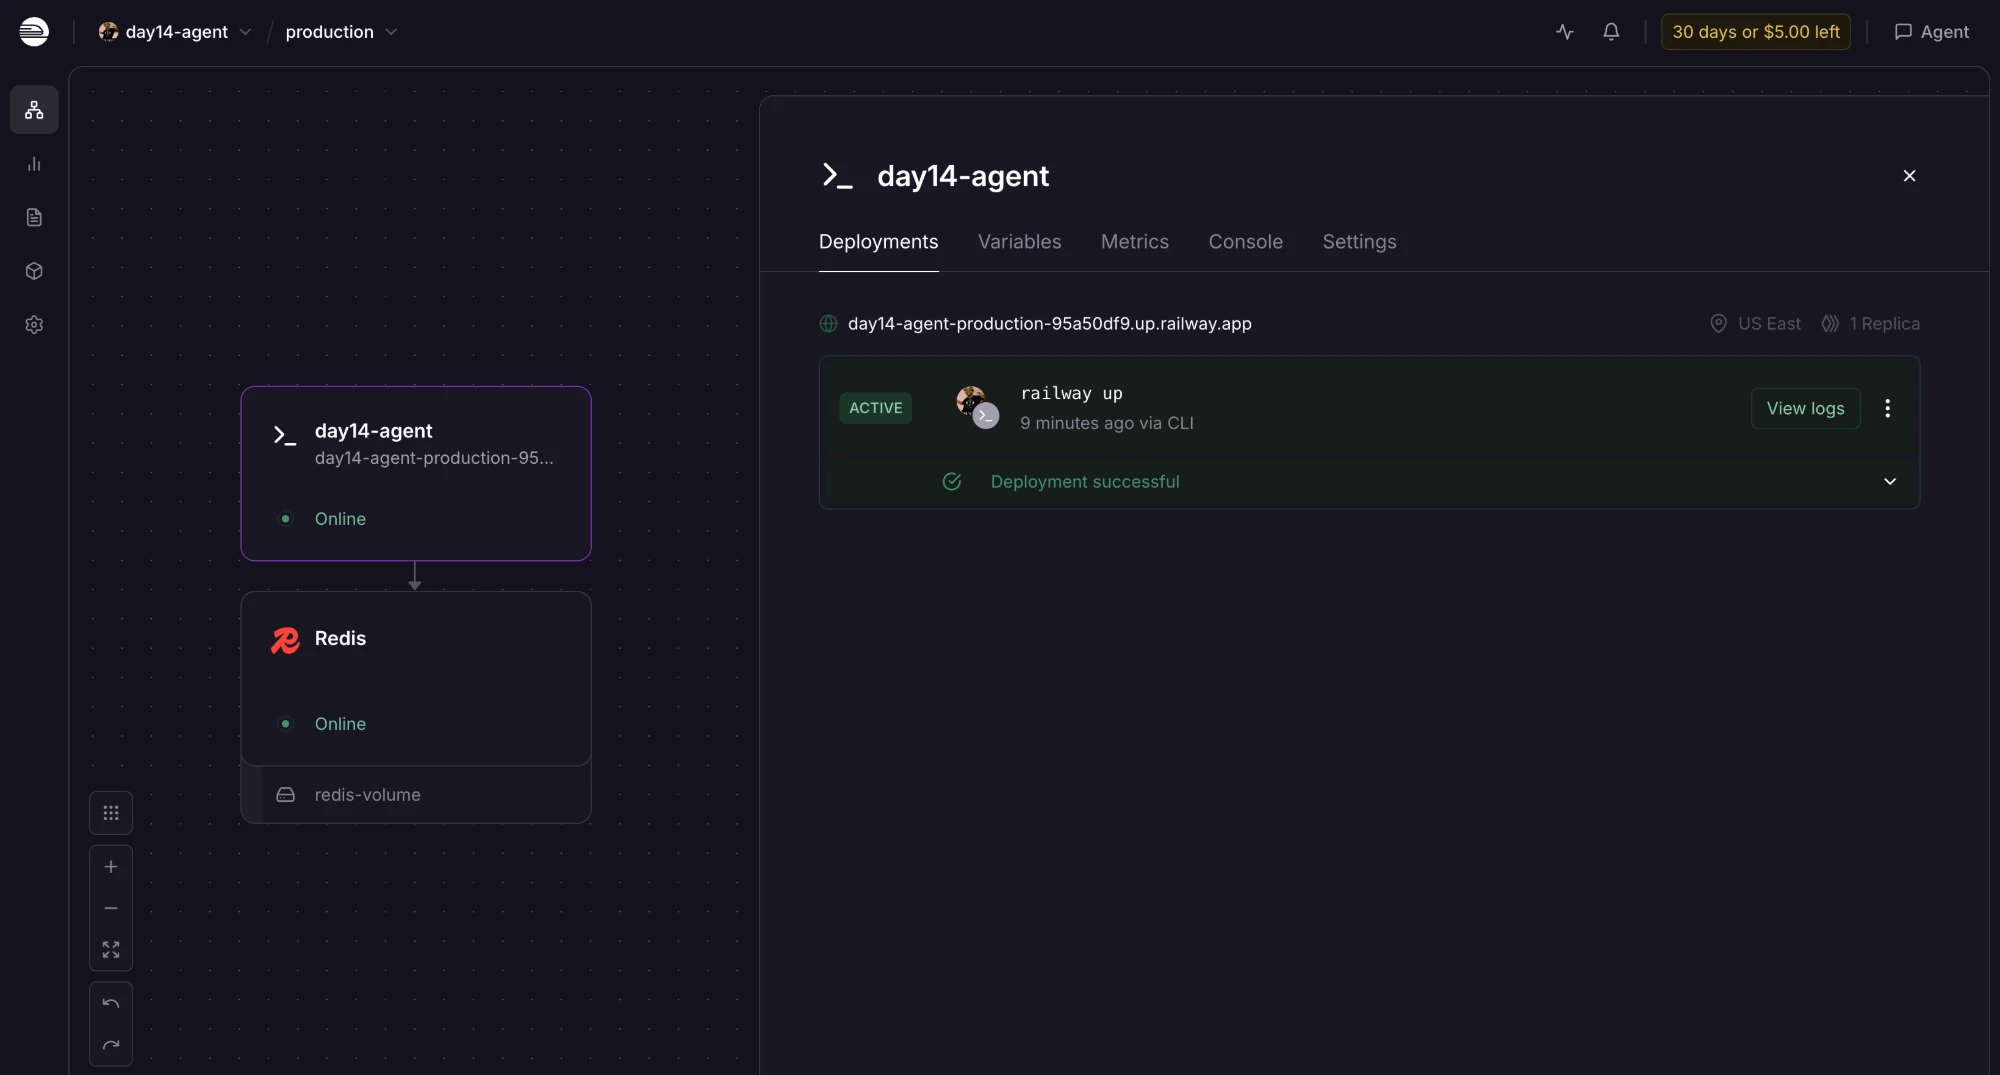 day14-agent / production
30 days or $5.00 left
Agent
day14-agent
day14-agent-production-95...
Online
Redis
Online
redis-volume
day14-agent
Deployments Variables Metrics Console Settings
day14-agent-production-95a50df9.up.railway.app
US East 1 Replica
ACTIVE
railway up
9 minutes ago via CLI
View logs
Deployment successful